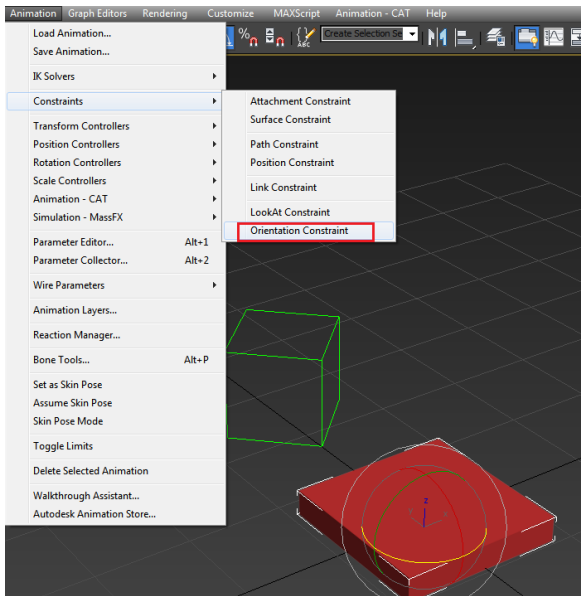 Animation Graph Editors Rendering Customize MAXScript Animation - CAT Help
Create Selection Se
ABC
Load Animation...
Save Animation...
IK Solvers
Constraints
Transform Controllers
Position Controllers
Rotation Controllers
Scale Controllers
Animation - CAT
Simulation - MassFX
Parameter Editor... Alt+1
Parameter Collector... Alt+2
Wire Parameters
Animation Layers...
Reaction Manager...
Bone Tools... Alt+P
Set as Skin Pose
Assume Skin Pose
Skin Pose Mode
Toggle Limits
Delete Selected Animation
Walkthrough Assistant...
Autodesk Animation Store...
Attachment Constraint
Surface Constraint
Path Constraint
Position Constraint
Link Constraint
LookAt Constraint
Orientation Constraint
z